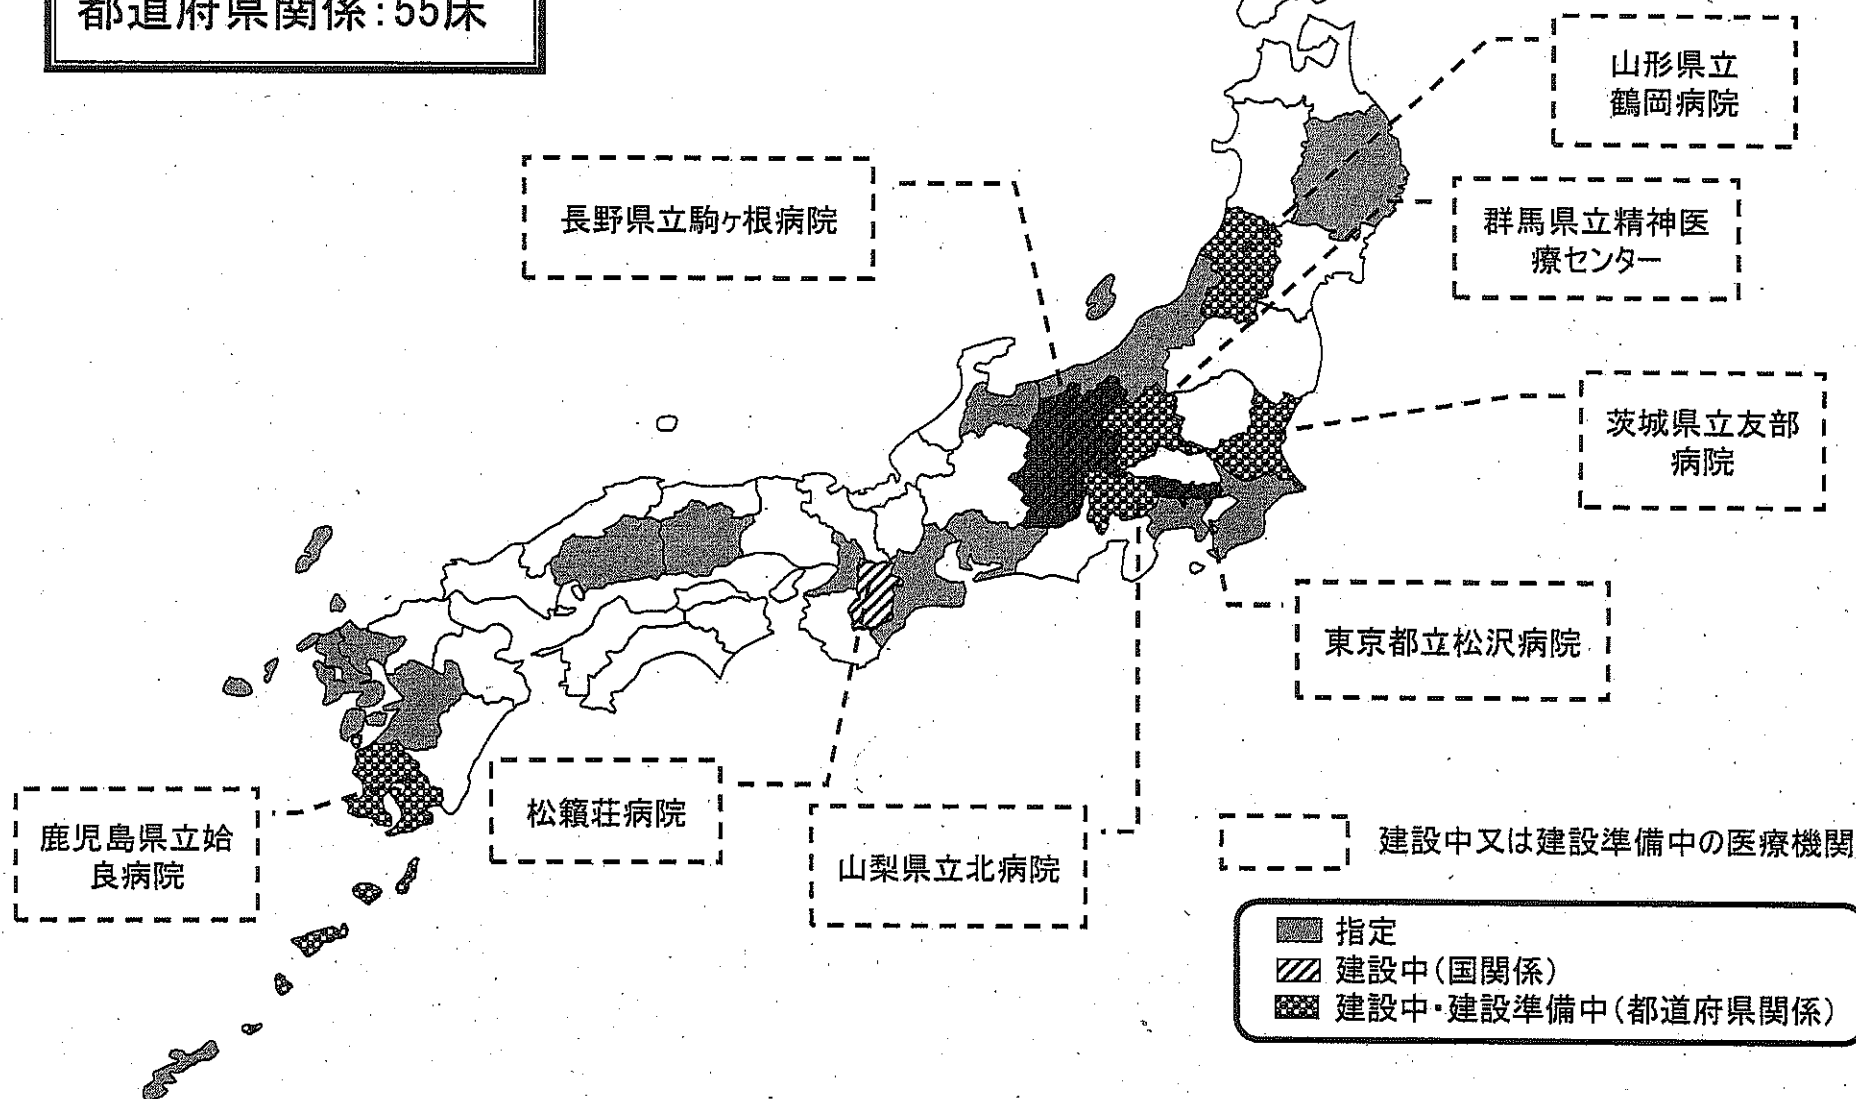 都道府県関係:55床
山形県立
鶴岡病院
長野県立駒ヶ根病院
群馬県立精神医
療センター
茨城県立友部
病院
東京都立松沢病院
鹿児島県立姶
良病院
松籟荘病院
山梨県立北病院
建設中又は建設準備中の医療機関
指定
建設中(国関係)
建設中・建設準備中(都道府県関係)